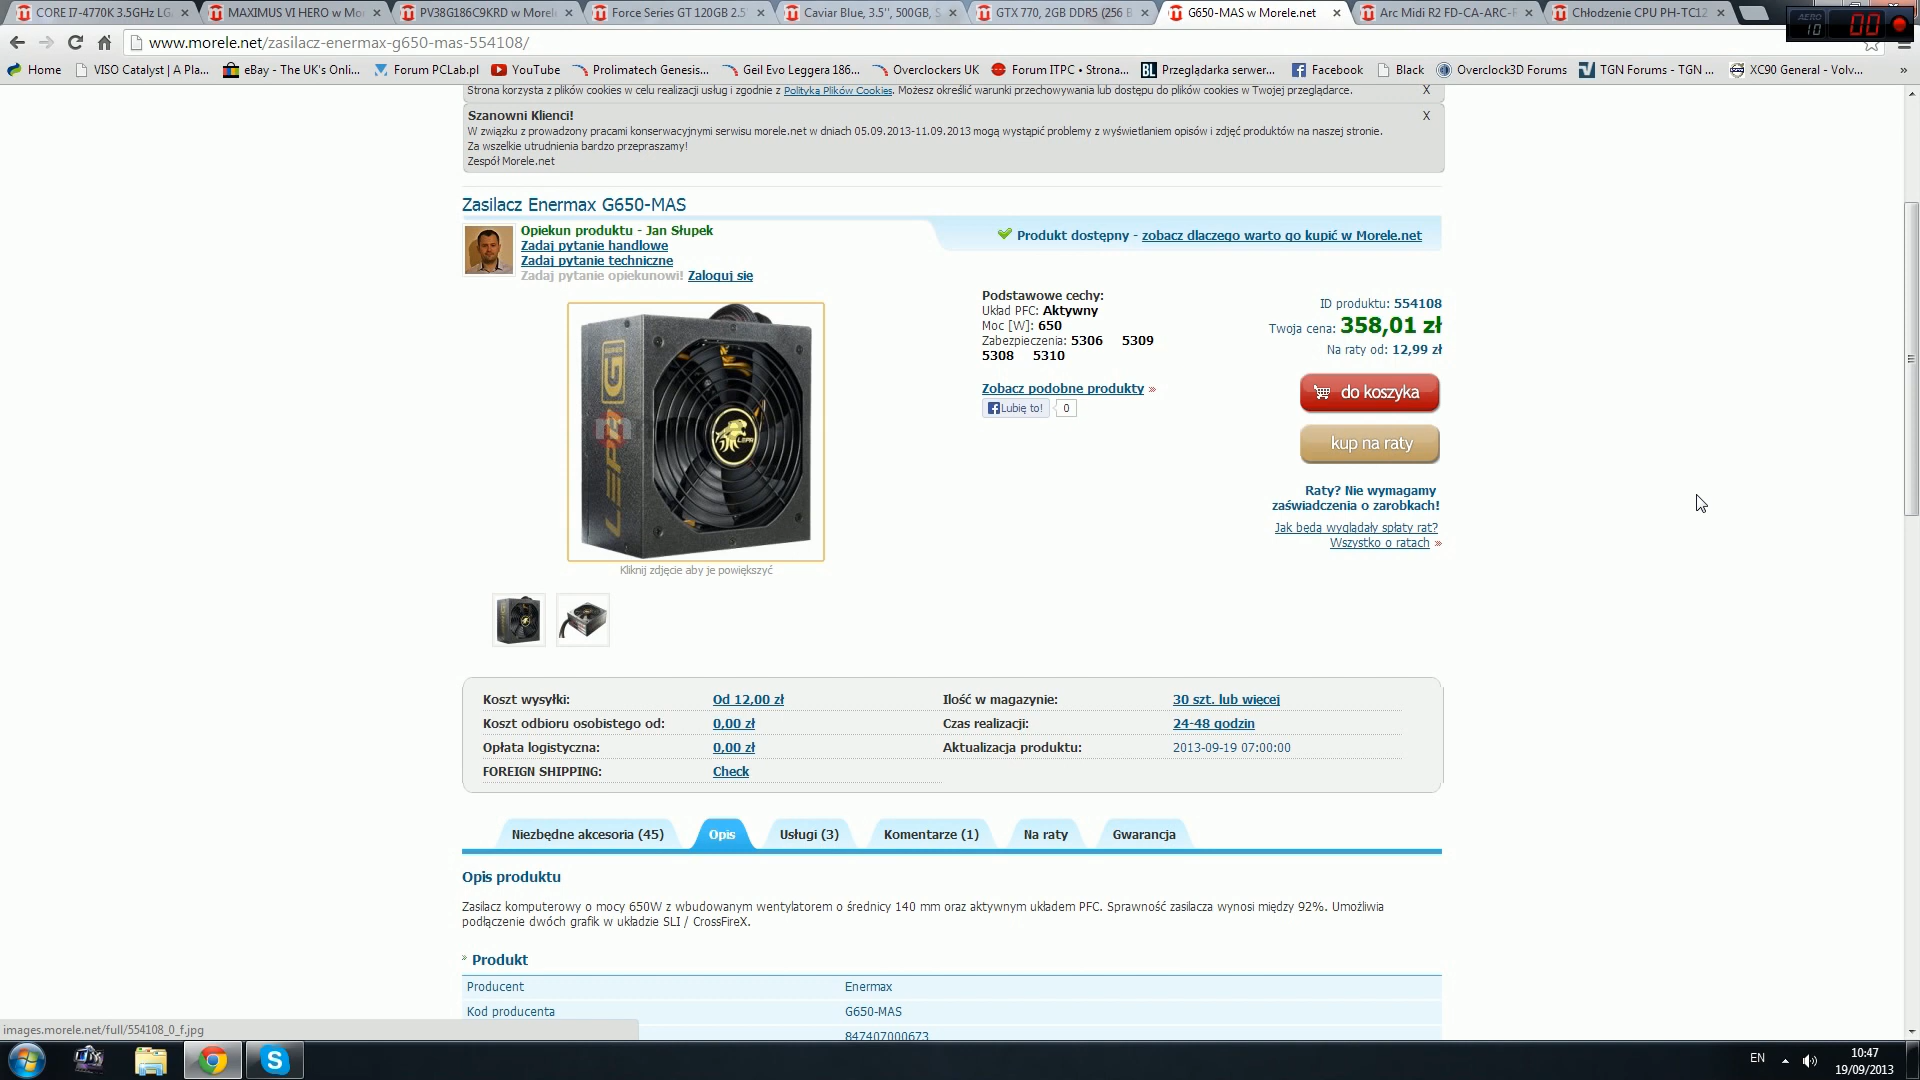 CORE I7-4770K 3.5GHz LG
MAXIMUS VI HERO w Mo
PV38G186C9KRD w Morele
Force Series GT 120GB 2.5'
Caviar Blue, 3.5", 500GB, S
GTX 770, 2GB DDR5 (256 B
G650-MAS w Morele.net
Arc Midi R2 FD-CA-ARC-
Chłodzenie CPU PH-TC12
AERO
10
00
www.morele.net/zasilacz-enermax-g650-mas-554108/
Home
VISO Catalyst | A Pla...
eBay - The UK's Onli...
Forum PCLab.pl
YouTube
Prolimatech Genesis...
Geil Evo Leggera 186...
Overclockers UK
Forum ITPC • Strona...
BL
Przeglądarka serwer...
Facebook
Black
Overclock3D Forums
TGN Forums - TGN ...
XC90 General - Volv...
»
Strona korzysta z plików cookies w celu realizacji usług i zgodnie z Polityką Plików Cookies. Możesz określić warunki przechowywania lub dostępu do plików cookies w Twojej przeglądarce.
X
Szanowni Klienci!
X
W związku z prowadzony pracami konserwacyjnymi serwisu morele.net w dniach 05.09.2013-11.09.2013 mogą wystąpić problemy z wyświetlaniem opisów i zdjęć produktów na naszej stronie.
Za wszelkie utrudnienia bardzo przepraszamy!
Zespół Morele.net
Zasilacz Enermax G650-MAS
Opiekun produktu - Jan Słupek
Zadaj pytanie handlowe
Zadaj pytanie techniczne
Zadaj pytanie opiekunowi! Zaloguj się
Produkt dostępny - zobacz dlaczego warto go kupić w Morele.net
G
LEPA
LEPA
Kliknij zdjęcie aby je powiększyć
Podstawowe cechy:
Układ PFC: Aktywny
Moc [W]: 650
Zabezpieczenia: 5306 5309
5308 5310
Zobacz podobne produkty »
Lubię to!
0
ID produktu: 554108
Twoja cena: 358,01 zł
Na raty od: 12,99 zł
do koszyka
kup na raty
Raty? Nie wymagamy
zaświadczenia o zarobkach!
Jak będą wyglądały spłaty rat?
Wszystko o ratach »
Koszt wysyłki: Od 12,00 zł
Ilość w magazynie: 30 szt. lub więcej
Koszt odbioru osobistego od: 0,00 zł
Czas realizacji: 24-48 godzin
Opłata logistyczna: 0,00 zł
Aktualizacja produktu: 2013-09-19 07:00:00
FOREIGN SHIPPING: Check
Niezbędne akcesoria (45)
Opis
Usługi (3)
Komentarze (1)
Na raty
Gwarancja
Opis produktu
Zasilacz komputerowy o mocy 650W z wbudowanym wentylatorem o średnicy 140 mm oraz aktywnym układem PFC. Sprawność zasilacza wynosi między 92%. Umożliwia
podłączenie dwóch grafik w układzie SLI / CrossFireX.
» Produkt
Producent Enermax
Kod producenta G650-MAS
847407000673
images.morele.net/full/554108_0_f.jpg
EN
10:47
19/09/2013